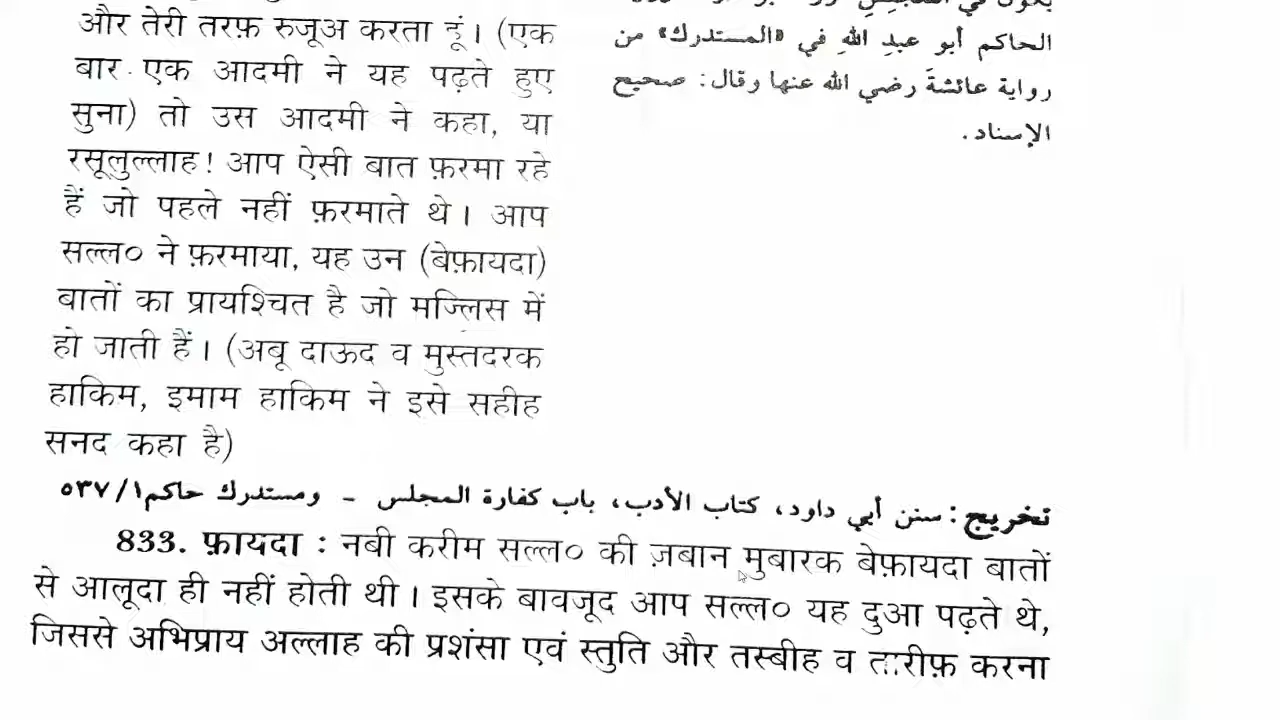 और तेरी तरफ़ रुजूअ करता हूं। (एक
बार एक आदमी ने यह पढ़ते हुए
सुना) तो उस आदमी ने कहा, या
रसूलुल्लाह! आप ऐसी बात फ़रमा रहे
हैं जो पहले नहीं फ़रमाते थे। आप
सल्ल० ने फ़रमाया, यह उन (बेफ़ायदा)
बातों का प्रायश्चित है जो मज्लिस में
हो जाती हैं। (अबू दाऊद व मुस्तदरक
हाकिम, इमाम हाकिम ने इसे सहीह
सनद कहा है)
الحاكم أبو عبدِ اللهِ في «المستدرك» من
رواية عائشةَ رضي الله عنها وقال: صحيح
الإسناد.
تخريج: سنن أبي داود، كتاب الأدب، باب كفارة المجلس - ومستدرك حاكم١/٥٣٧
833. फ़ायदा : नबी करीम सल्ल० की ज़बान मुबारक बेफ़ायदा बातों
से आलूदा ही नहीं होती थी। इसके बावजूद आप सल्ल० यह दुआ पढ़ते थे,
जिससे अभिप्राय अल्लाह की प्रशंसा एवं स्तुति और तस्बीह व तारीफ़ करना